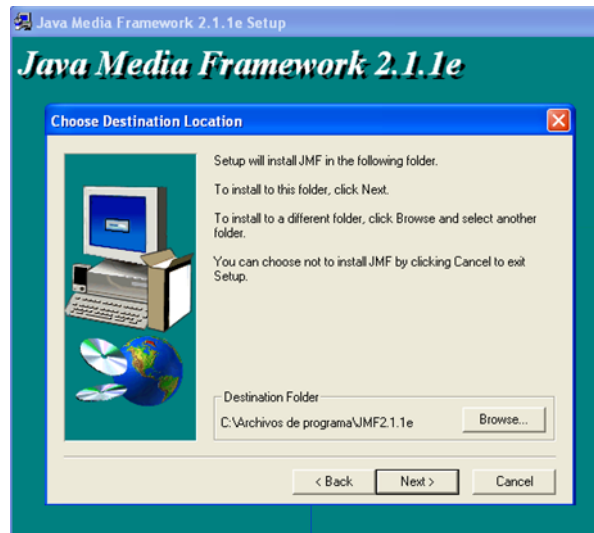 Java Media Framework 2.1.1e Setup
Java Media Framework 2.1.1e
Choose Destination Location
Setup will install JMF in the following folder.
To install to this folder, click Next.
To install to a different folder, click Browse and select another
folder.
You can choose not to install JMF by clicking Cancel to exit
Setup.
Destination Folder
C:\Archivos de programa\JMF2.1.1e
Browse...
< Back
Next >
Cancel